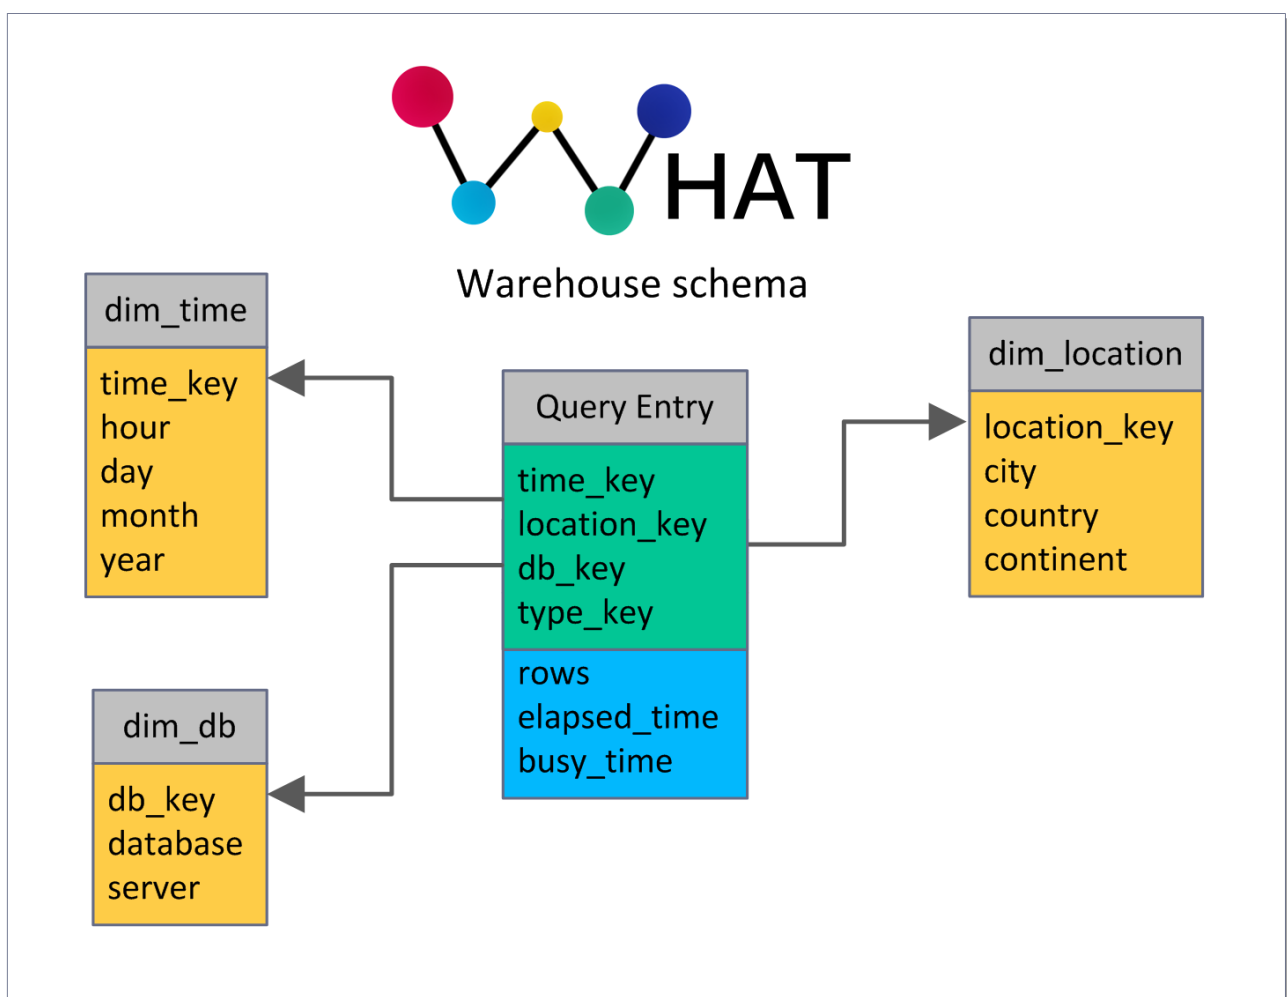 WHAT
Warehouse schema
dim_time
time_key
hour
day
month
year
Query Entry
time_key
location_key
db_key
type_key
rows
elapsed_time
busy_time
dim_location
location_key
city
country
continent
dim_db
db_key
database
server